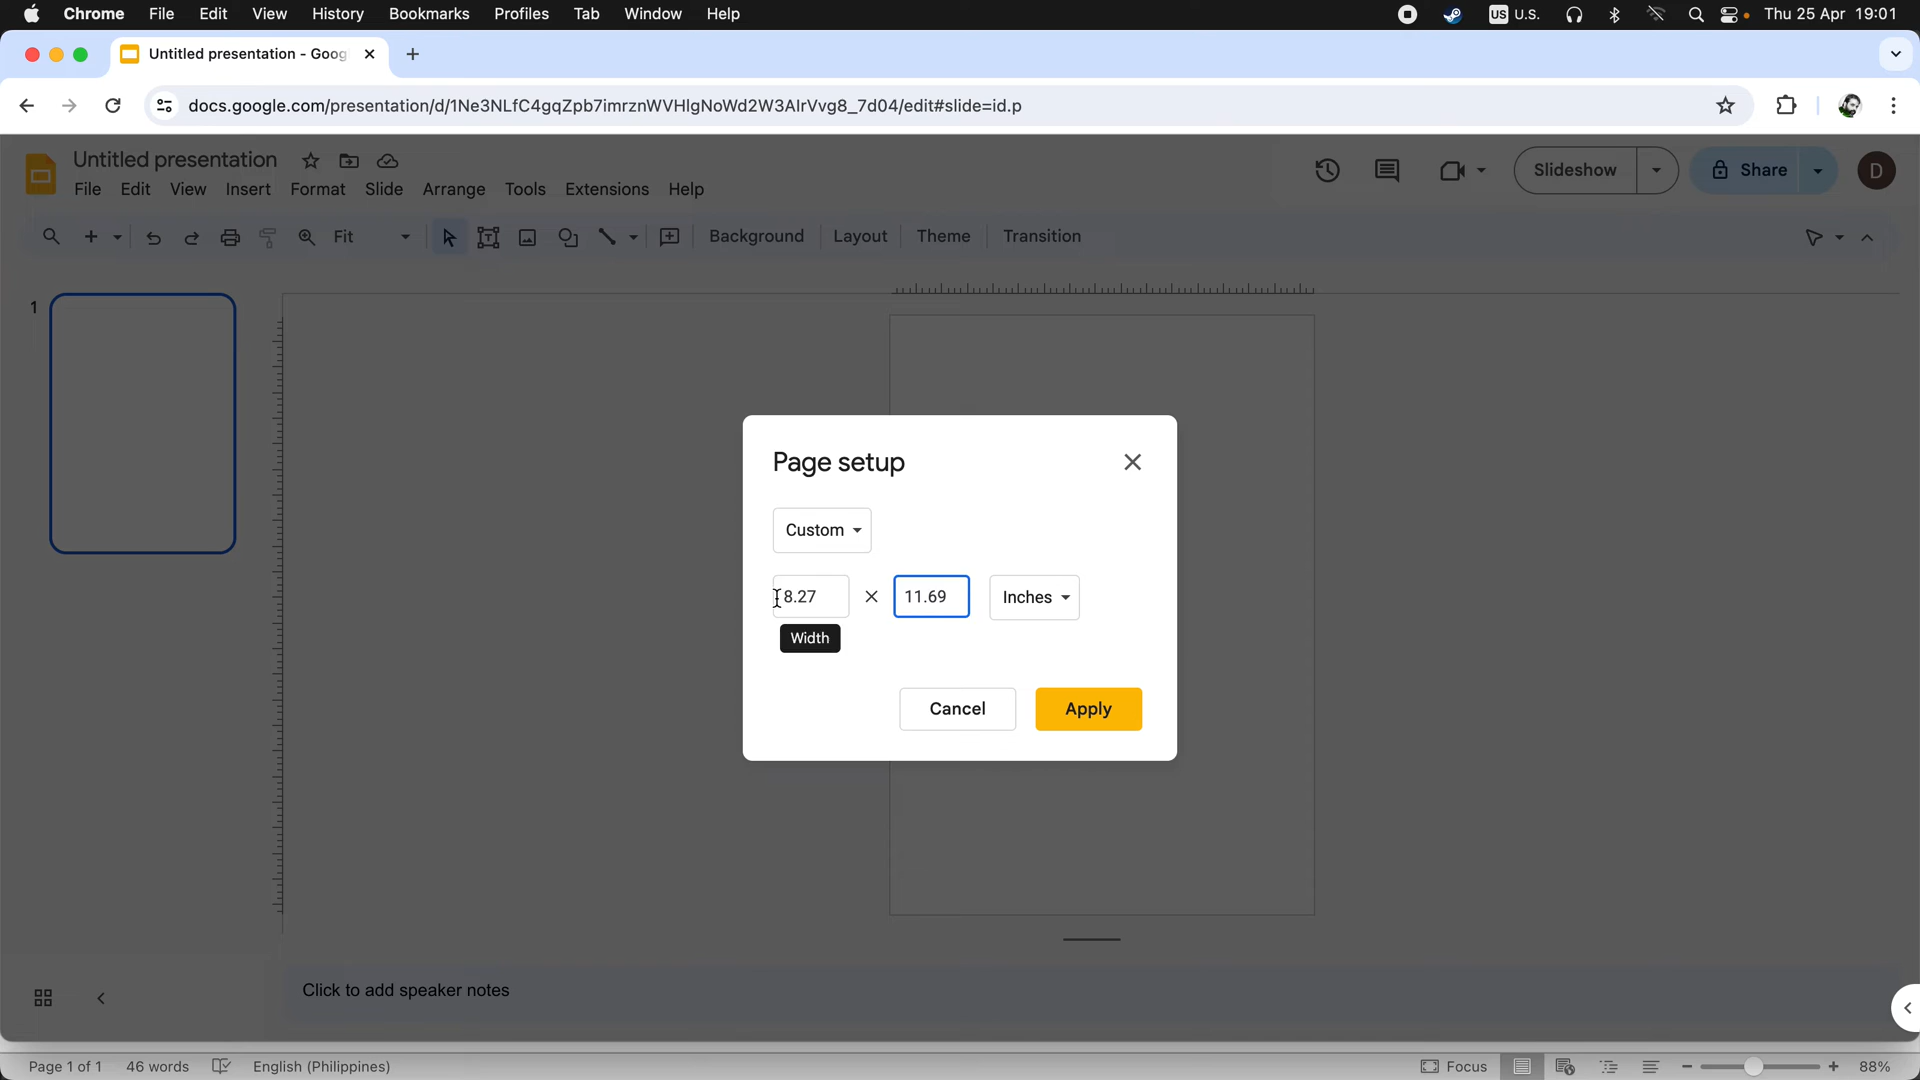 Chrome File Edit View History Bookmarks Profiles Tab Window Help US U.S. Thu 25 Apr 19:01
Untitled presentation - Goog
docs.google.com/presentation/d/1Ne3NLfC4gqZpb7imrznWVHlgNoWd2W3AIrVvg8_7d04/edit#slide=id.p
Untitled presentation
File Edit View Insert Format Slide Arrange Tools Extensions Help
Slideshow Share D
Fit Background Layout Theme Transition
1
Page setup
Custom
8.27 × 11.69 Inches
Width
Cancel Apply
Click to add speaker notes
Page 1 of 1 46 words English (Philippines) Focus 88%